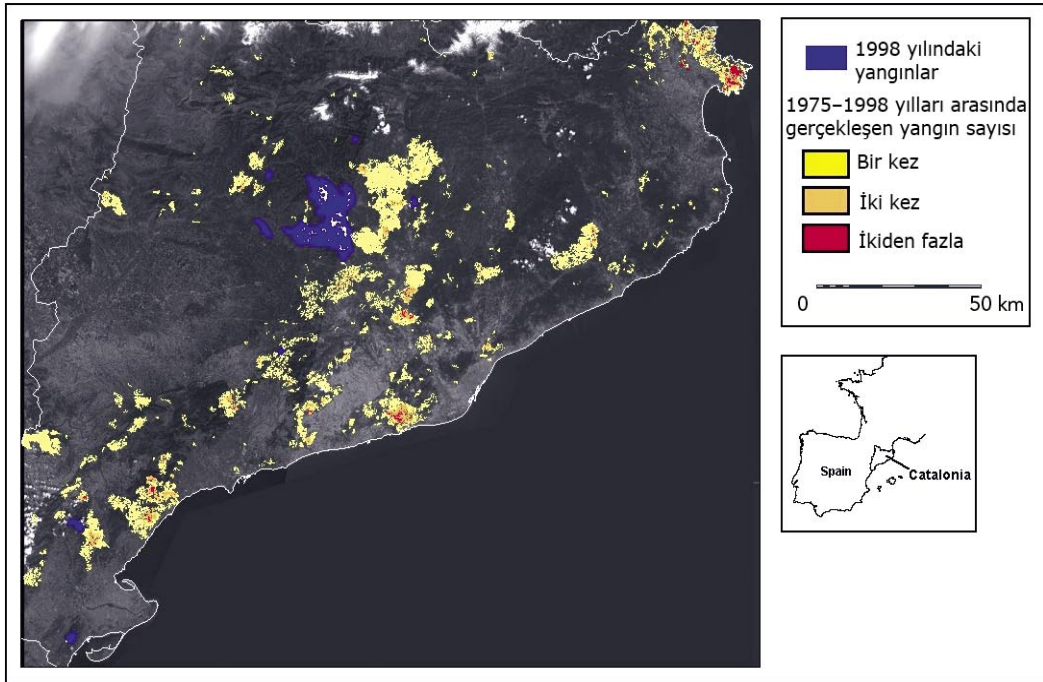 1998 yılındaki
yangınlar
1975–1998 yılları arasında
gerçekleşen yangın sayısı
Bir kez
İki kez
İkiden fazla
0 50 km
Spain
Catalonia